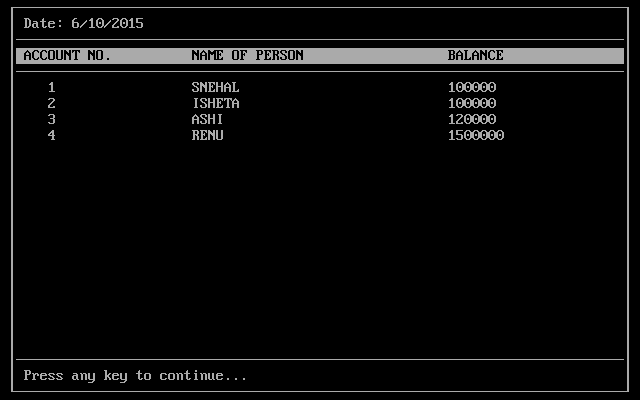 Date: 6/10/2015
ACCOUNT NO. NAME OF PERSON BALANCE
1 SNEHAL 100000
2 ISHETA 100000
3 ASHI 120000
4 RENU 1500000
Press any key to continue...